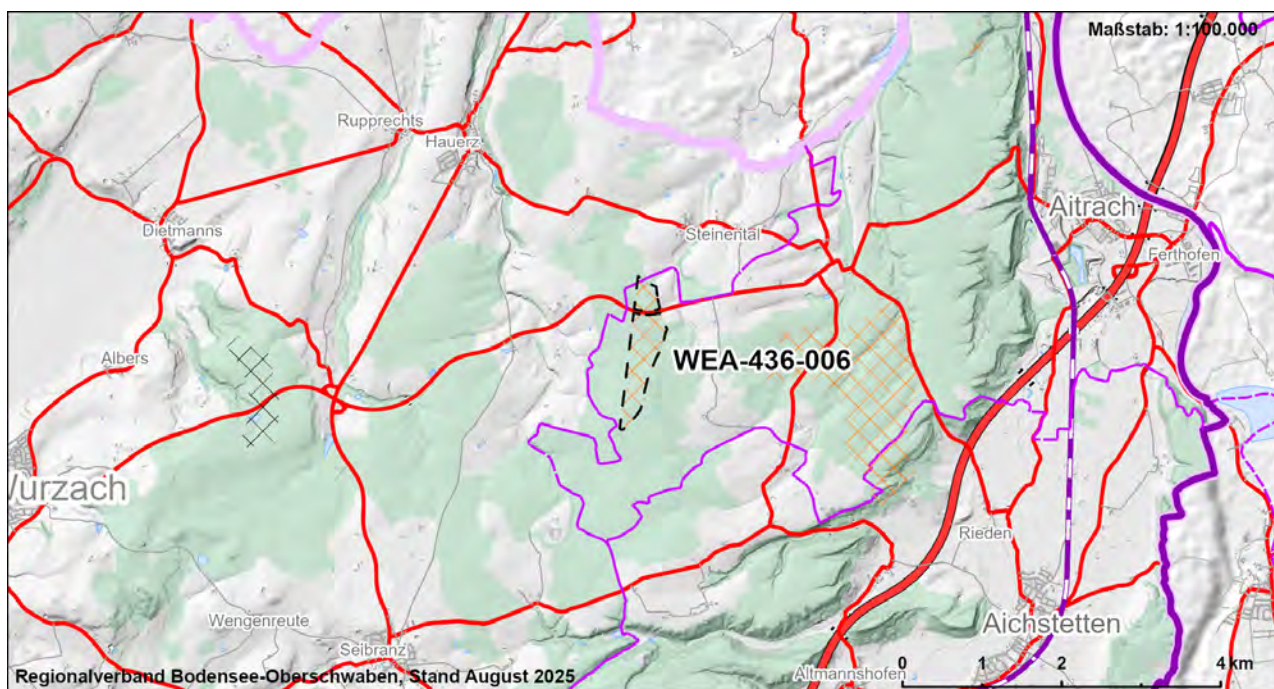 Maßstab: 1:100.000
Rupprechts
Hauerz
Aitrach
Dietmanns
Steinental
Ferthofen
WEA-436-006
Albers
Wurzach
Rieden
Wengenreute
Aichstetten
Seibranz
Altmannshofen
0 1 2 4 km
Regionalverband Bodensee-Oberschwaben, Stand August 2025